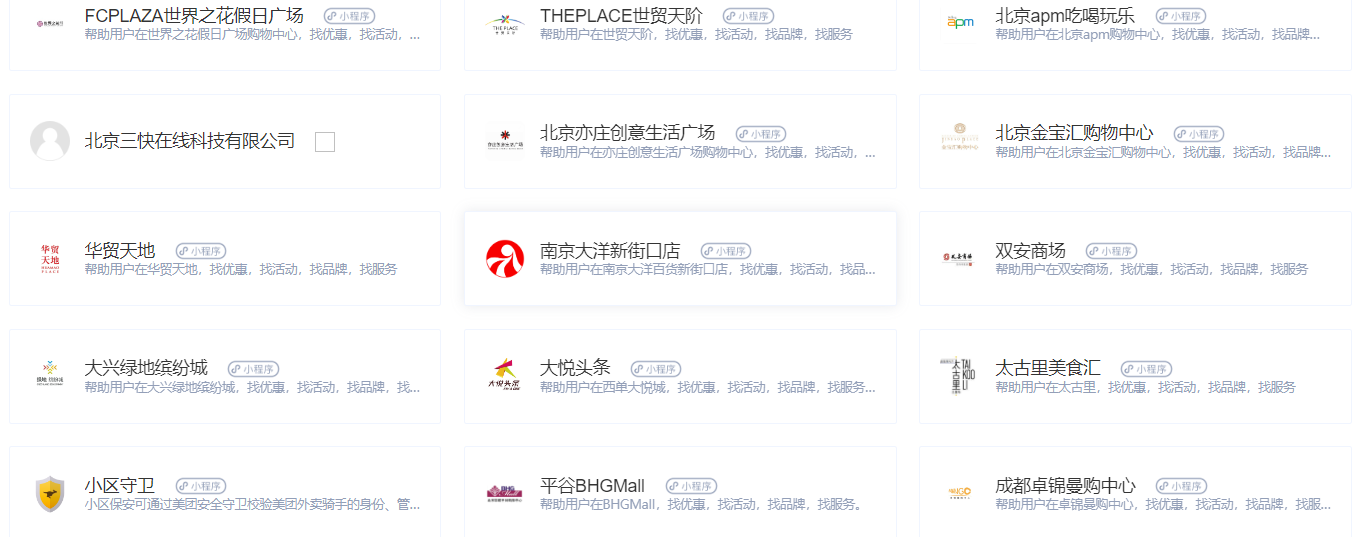 FCPLAZA世界之花假日广场 小程序
帮助用户在世界之花假日广场购物中心，找优惠，找活动，...
THEPLACE世贸天阶 小程序
帮助用户在世贸天阶，找优惠，找活动，找品牌，找服务
apm
北京apm吃喝玩乐 小程序
帮助用户在北京apm购物中心，找优惠，找活动，找品牌...
北京三快在线科技有限公司
北京亦庄创意生活广场 小程序
帮助用户在亦庄创意生活广场购物中心，找优惠，找活动，...
北京金宝汇购物中心 小程序
帮助用户在北京金宝汇购物中心，找优惠，找活动，找品牌...
华贸
天地
华贸天地 小程序
帮助用户在华贸天地，找优惠，找活动，找品牌，找服务
南京大洋新街口店 小程序
帮助用户在南京大洋百货新街口店，找优惠，找活动，找品...
双安商场 小程序
帮助用户在双安商场，找优惠，找活动，找品牌，找服务
大兴绿地缤纷城 小程序
帮助用户在大兴绿地缤纷城，找优惠，找活动，找品牌，找...
大悦头条
大悦头条 小程序
帮助用户在西单大悦城，找优惠，找活动，找品牌，找服务...
太古里
TAI
KOO
LI
太古里美食汇 小程序
帮助用户在太古里，找优惠，找活动，找品牌，找服务
小区守卫 小程序
小区保安可通过美团安全守卫校验美团外卖骑手的身份、管...
平谷BHGMall 小程序
帮助用户在BHGMall，找优惠，找活动，找品牌，找服务。
成都卓锦曼购中心 小程序
帮助用户在卓锦曼购中心，找优惠，找活动，找品牌，找服...